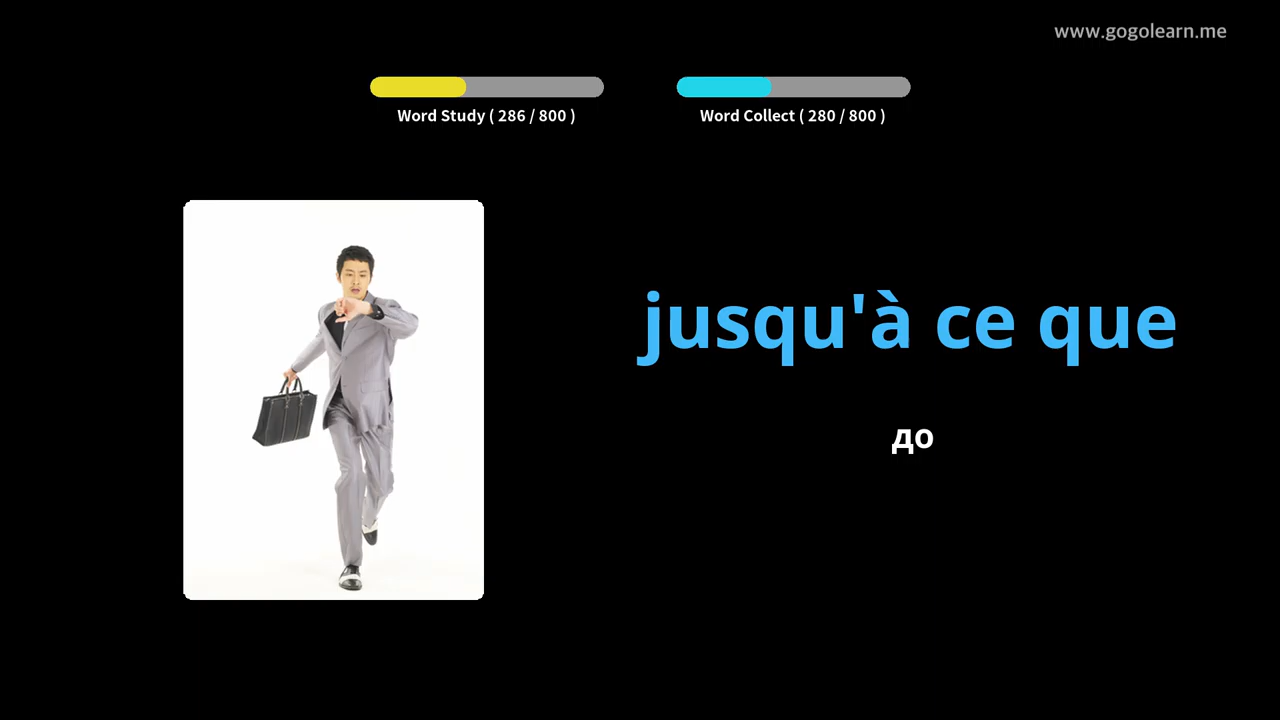 www.gogolearn.me
Word Study ( 286 / 800 )
Word Collect ( 280 / 800 )
jusqu'à ce que
до